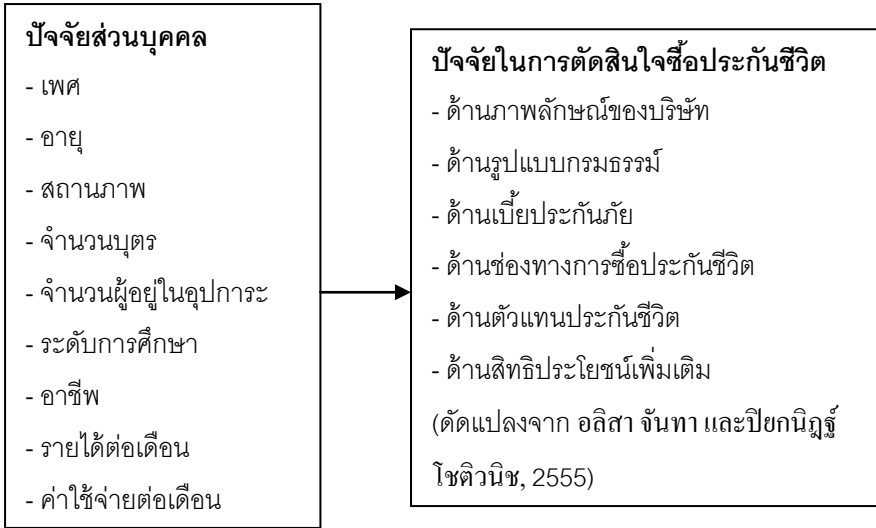 ปัจจัยส่วนบุคคล
- เพศ
- อายุ
- สถานภาพ
- จำนวนบุตร
- จำนวนผู้อยู่ในอุปการะ
- ระดับการศึกษา
- อาชีพ
- รายได้ต่อเดือน
- ค่าใช้จ่ายต่อเดือน
ปัจจัยในการตัดสินใจซื้อประกันชีวิต
- ด้านภาพลักษณ์ของบริษัท
- ด้านรูปแบบกรมธรรม์
- ด้านเบี้ยประกันภัย
- ด้านช่องทางการซื้อประกันชีวิต
- ด้านตัวแทนประกันชีวิต
- ด้านสิทธิประโยชน์เพิ่มเติม
(ดัดแปลงจาก อลิสา จันทา และปิยกนิฎฐ์
โชติวนิช, 2555)